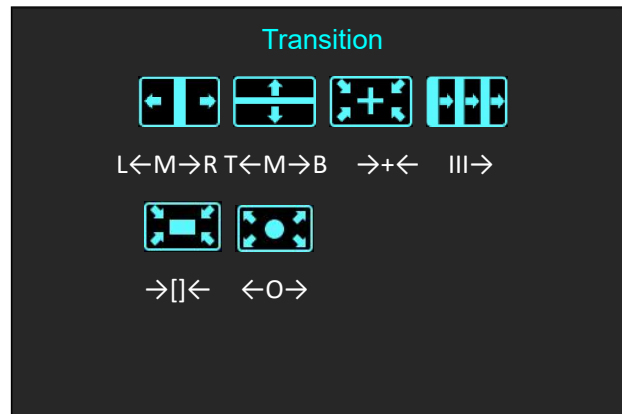 Transition
L←M→R T←M→B →+← III→
→[]← ←O→